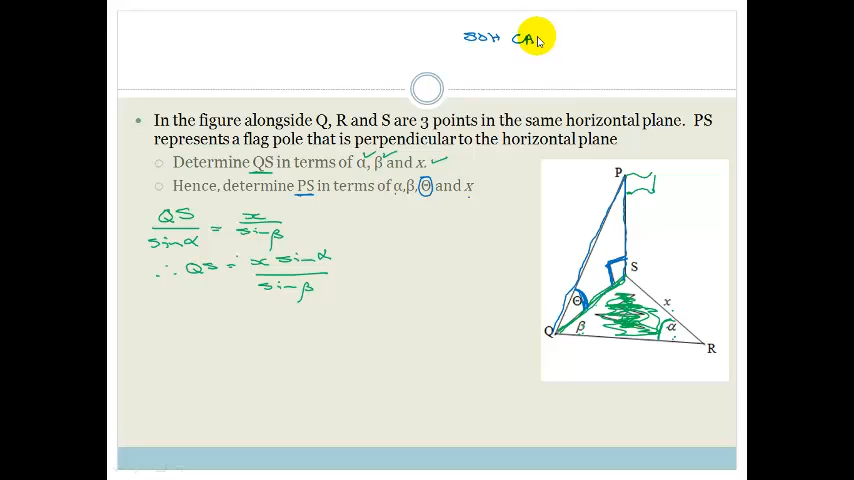 SOH CA
In the figure alongside Q, R and S are 3 points in the same horizontal plane. PS
represents a flag pole that is perpendicular to the horizontal plane
Determine QS in terms of α, β and x.
Hence, determine PS in terms of α,β, Θ and x
QS/sinα = x/sinβ
∴ QS = x sinα/sinβ
P
S
Θ
x
Q
β
α
R